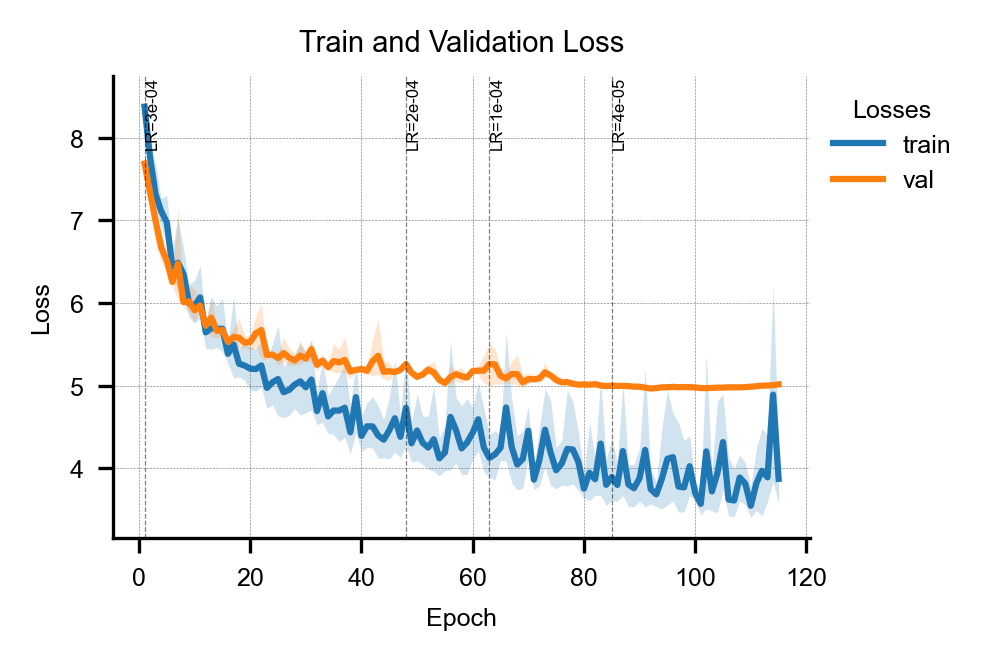 Train and Validation Loss
LR=3e-04
LR=2e-04
LR=1e-04
LR=4e-05
Losses
train
val
Loss
8
7
6
5
4
0 20 40 60 80 100 120
Epoch